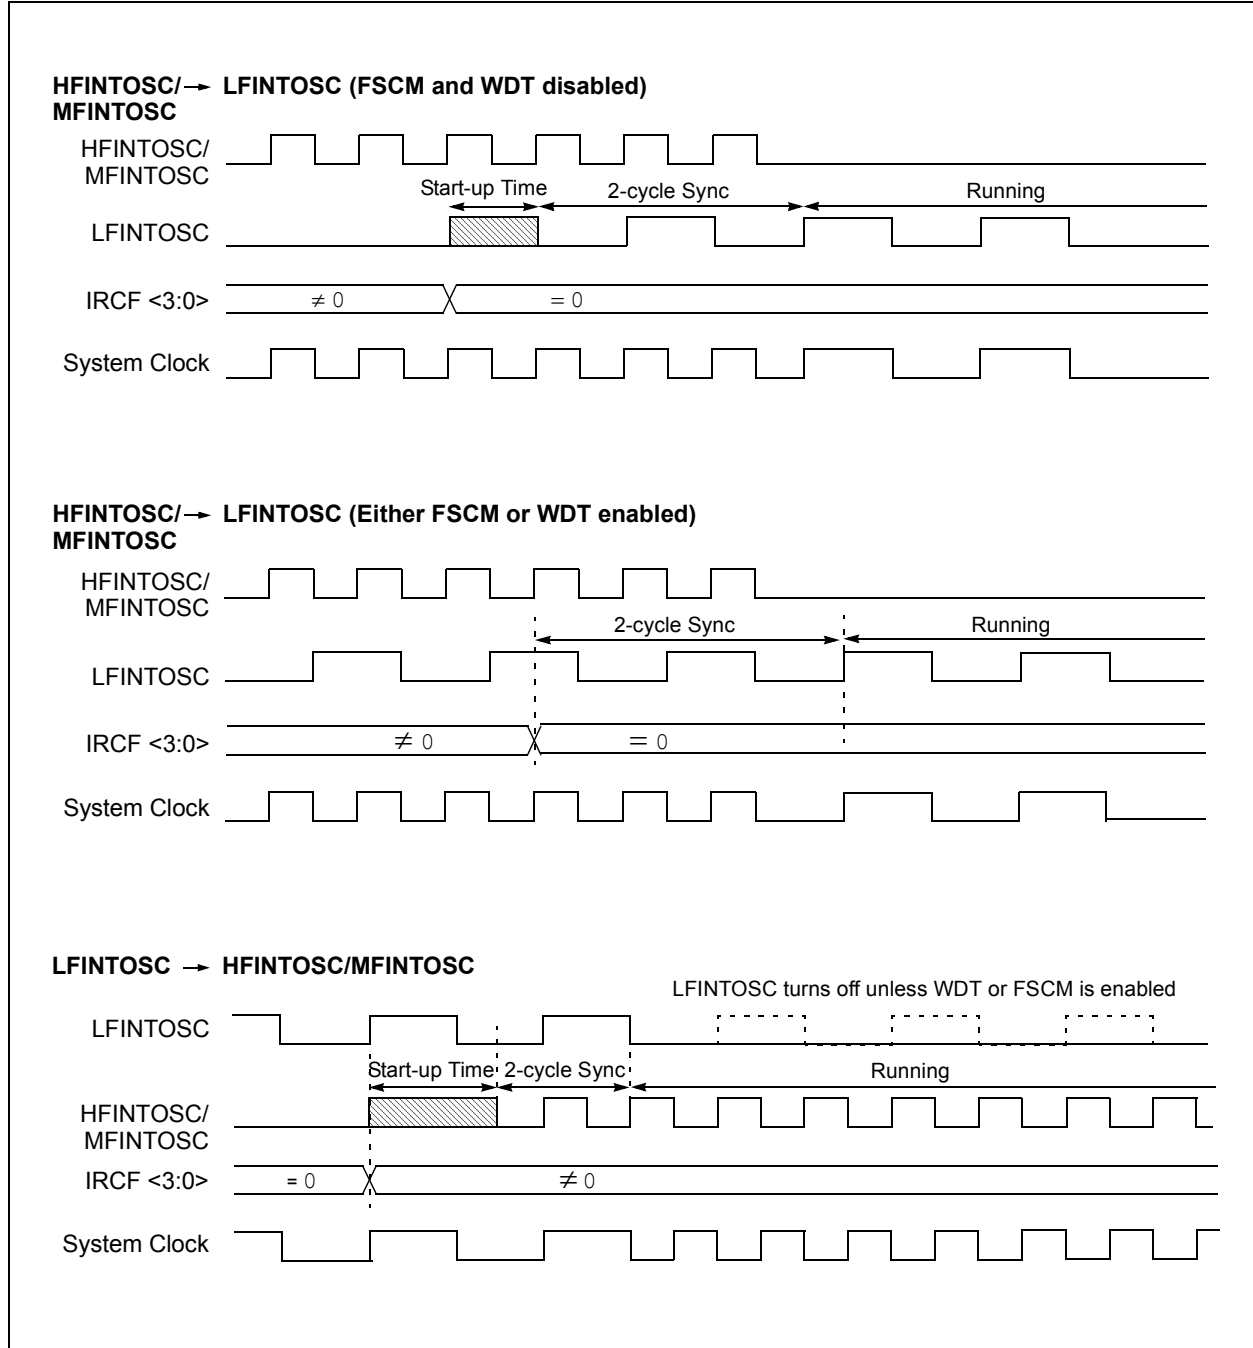 HFINTOSC/→ LFINTOSC (FSCM and WDT disabled)
MFINTOSC
HFINTOSC/
MFINTOSC
Start-up Time 2-cycle Sync Running
LFINTOSC
IRCF <3:0> ≠ 0 = 0
System Clock
HFINTOSC/→ LFINTOSC (Either FSCM or WDT enabled)
MFINTOSC
HFINTOSC/
MFINTOSC
2-cycle Sync Running
LFINTOSC
IRCF <3:0> ≠ 0 = 0
System Clock
LFINTOSC → HFINTOSC/MFINTOSC
LFINTOSC turns off unless WDT or FSCM is enabled
LFINTOSC
Start-up Time 2-cycle Sync Running
HFINTOSC/
MFINTOSC
IRCF <3:0> = 0 ≠ 0
System Clock